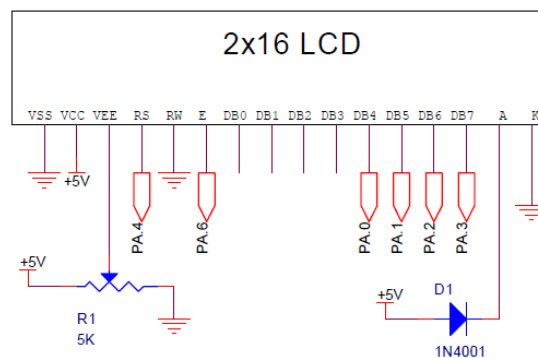 2x16 LCD
VSS VCC VEE RS RW E DB0 DB1 DB2 DB3 DB4 DB5 DB6 DB7 A K
+5V
PA.4
PA.6
PA.0
PA.1
PA.2
PA.3
+5V
R1
5K
+5V
D1
1N4001